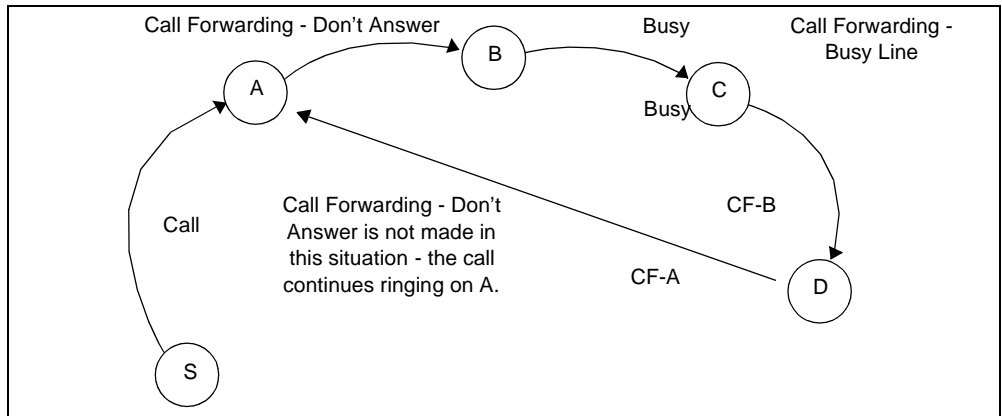 Call Forwarding - Don't Answer
B
Busy
Call Forwarding -
Busy Line
A
C
Busy
Call
Call Forwarding - Don't
Answer is not made in
this situation - the call
continues ringing on A.
CF-B
CF-A
D
S